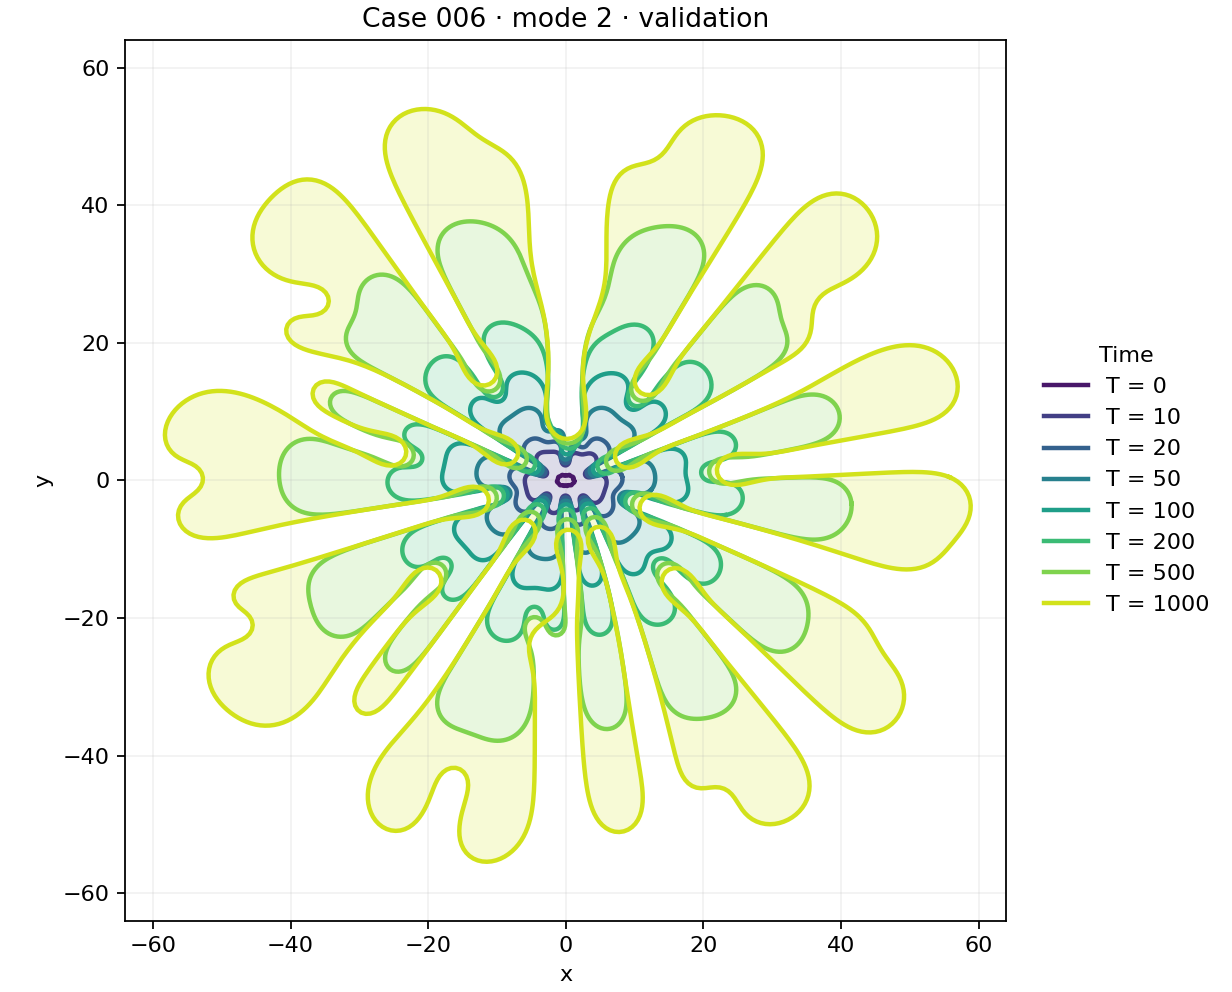 Case 006 · mode 2 · validation
60
40
20
0
−20
−40
−60
y
−60 −40 −20 0 20 40 60
x
Time
T = 0
T = 10
T = 20
T = 50
T = 100
T = 200
T = 500
T = 1000